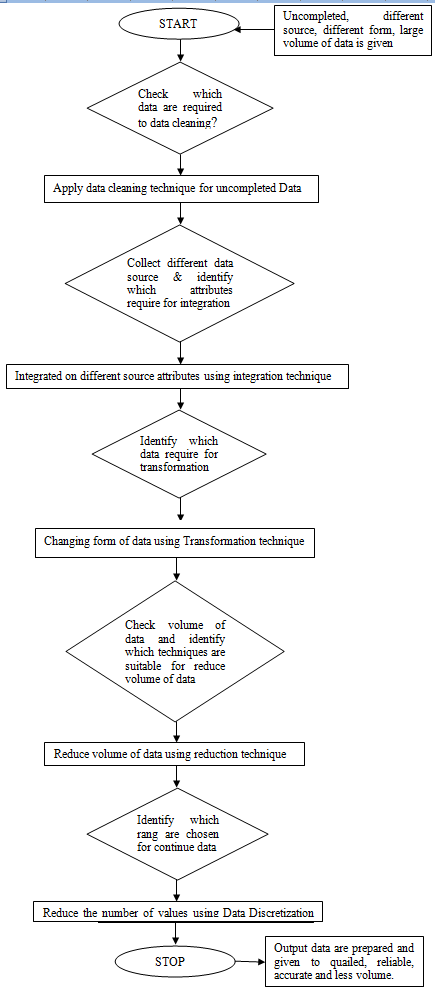 START
Uncompleted, different
source, different form, large
volume of data is given
Check which
data are required
to data cleaning?
Apply data cleaning technique for uncompleted Data
Collect different data
source & identify
which attributes
require for integration
Integrated on different source attributes using integration technique
Identify which
data require for
transformation
Changing form of data using Transformation technique
Check volume of
data and identify
which techniques are
suitable for reduce
volume of data
Reduce volume of data using reduction technique
Identify which
rang are chosen
for continue data
Reduce the number of values using Data Discretization
STOP
Output data are prepared and
given to quailed, reliable,
accurate and less volume.